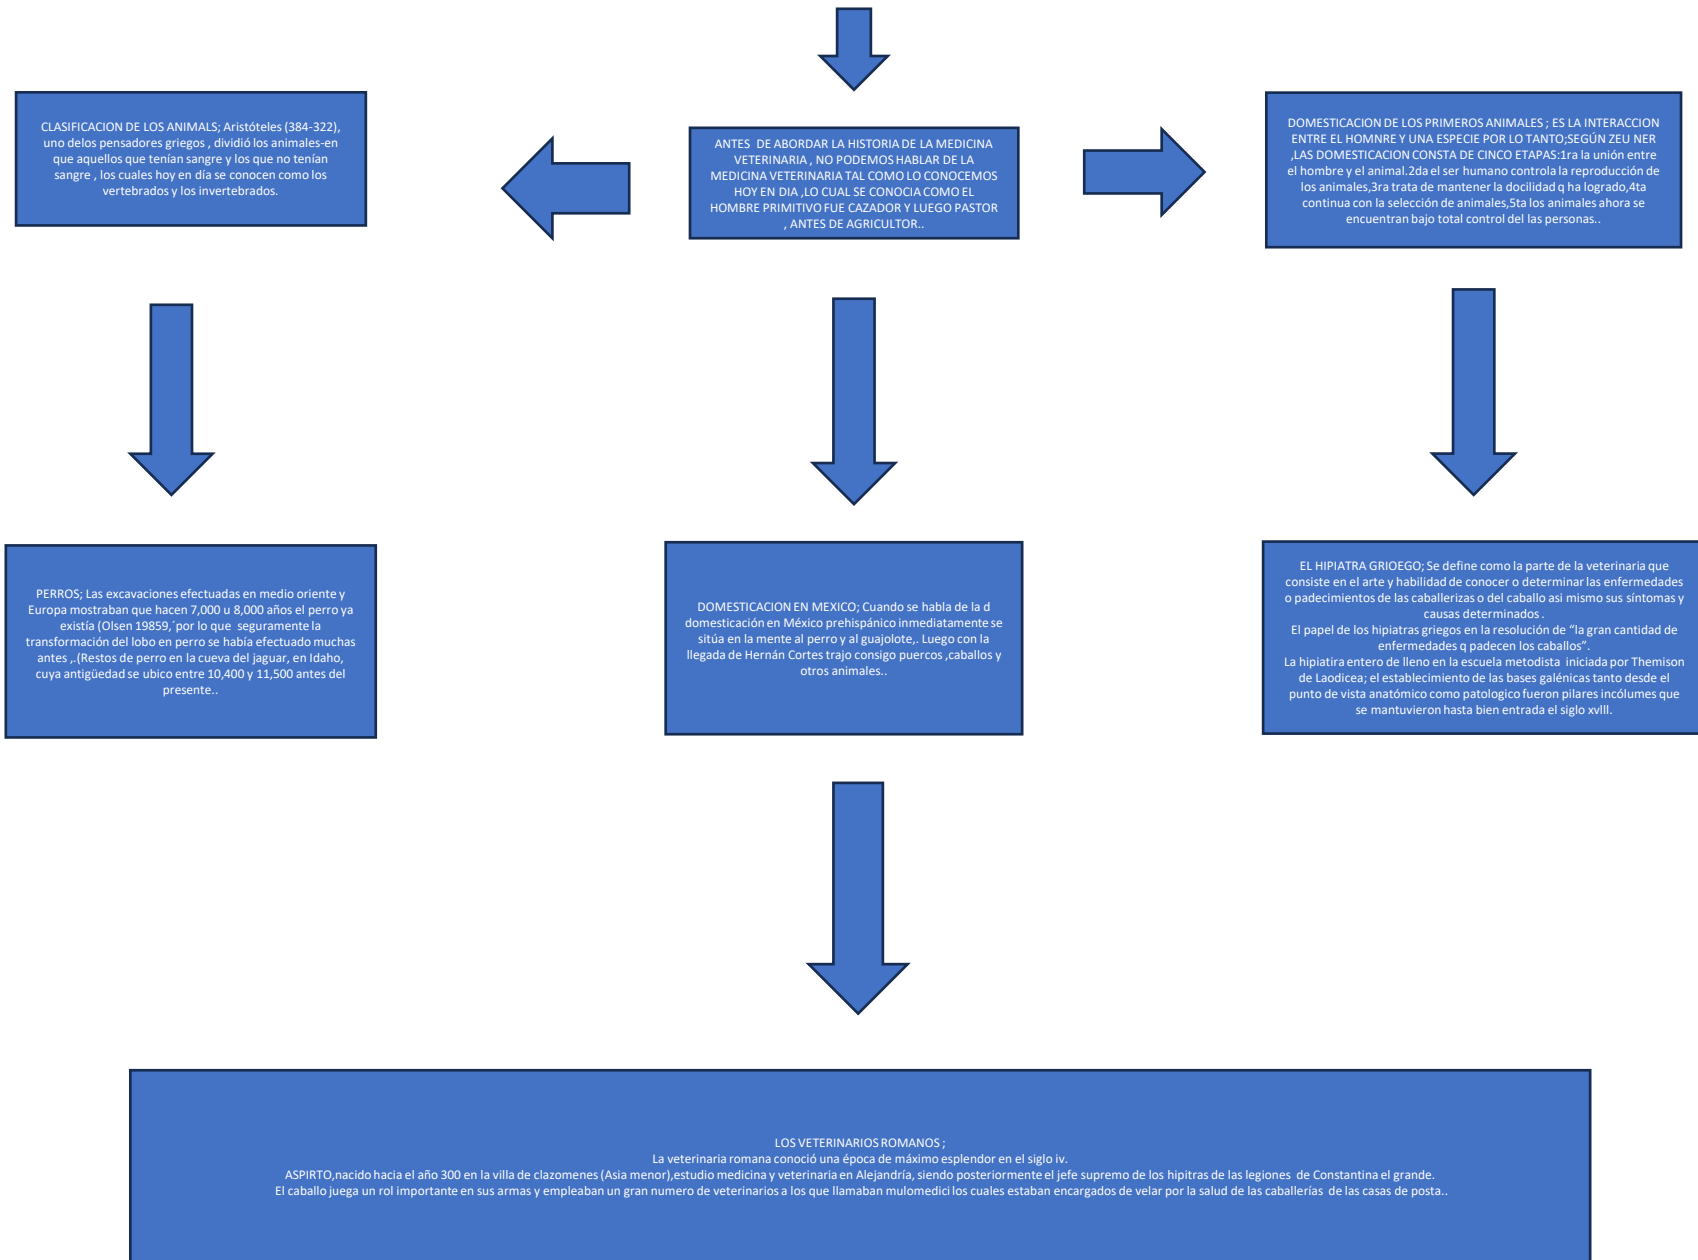 CLASIFICACION DE LOS ANIMALS; Aristóteles (384-322),
uno delos pensadores griegos , dividió los animales-en
que aquellos que tenían sangre y los que no tenían
sangre , los cuales hoy en día se conocen como los
vertebrados y los invertebrados.
ANTES DE ABORDAR LA HISTORIA DE LA MEDICINA
VETERINARIA , NO PODEMOS HABLAR DE LA
MEDICINA VETERINARIA TAL COMO LO CONOCEMOS
HOY EN DIA ,LO CUAL SE CONOCIA COMO EL
HOMBRE PRIMITIVO FUE CAZADOR Y LUEGO PASTOR
, ANTES DE AGRICULTOR..
DOMESTICACION DE LOS PRIMEROS ANIMALES ; ES LA INTERACCION
ENTRE EL HOMNRE Y UNA ESPECIE POR LO TANTO;SEGÚN ZEU NER
,LAS DOMESTICACION CONSTA DE CINCO ETAPAS:1ra la unión entre
el hombre y el animal.2da el ser humano controla la reproducción de
los animales,3ra trata de mantener la docilidad q ha logrado,4ta
continua con la selección de animales,5ta los animales ahora se
encuentran bajo total control del las personas..
PERROS; Las excavaciones efectuadas en medio oriente y
Europa mostraban que hacen 7,000 u 8,000 años el perro ya
existía (Olsen 19859,´por lo que seguramente la
transformación del lobo en perro se había efectuado muchas
antes ,.(Restos de perro en la cueva del jaguar, en Idaho,
cuya antigüedad se ubico entre 10,400 y 11,500 antes del
presente..
DOMESTICACION EN MEXICO; Cuando se habla de la d
domesticación en México prehispánico inmediatamente se
sitúa en la mente al perro y al guajolote,. Luego con la
llegada de Hernán Cortes trajo consigo puercos ,caballos y
otros animales..
EL HIPIATRA GRIOEGO; Se define como la parte de la veterinaria que
consiste en el arte y habilidad de conocer o determinar las enfermedades
o padecimientos de las caballerizas o del caballo asi mismo sus síntomas y
causas determinados .
El papel de los hipiatras griegos en la resolución de “la gran cantidad de
enfermedades q padecen los caballos”.
La hipiatira entero de lleno en la escuela metodista iniciada por Themison
de Laodicea; el establecimiento de las bases galénicas tanto desde el
punto de vista anatómico como patologico fueron pilares incólumes que
se mantuvieron hasta bien entrada el siglo xvlll.
LOS VETERINARIOS ROMANOS ;
La veterinaria romana conoció una época de máximo esplendor en el siglo iv.
ASPIRTO,nacido hacia el año 300 en la villa de clazomenes (Asia menor),estudio medicina y veterinaria en Alejandría, siendo posteriormente el jefe supremo de los hipitras de las legiones de Constantina el grande.
El caballo juega un rol importante en sus armas y empleaban un gran numero de veterinarios a los que llamaban mulomedici los cuales estaban encargados de velar por la salud de las caballerías de las casas de posta..